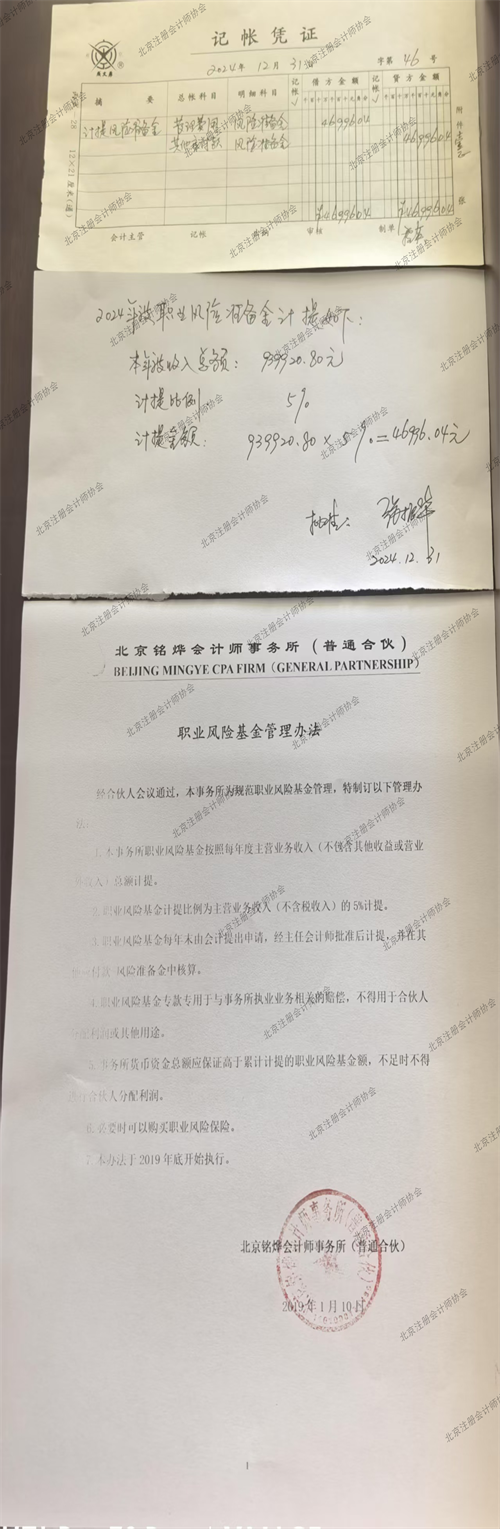 记帐凭证
2024年 12月 31日
字第 46 号
摘 要 总帐科目 明细科目 记帐√ 借方金额 记帐√ 贷方金额
计提风险准备金 管理费用 风险准备金 4699604
其他应付款 风险准备金 4699604
¥4699604 ¥4699604
会计主管 记帐 审核 制单
2024年度职业风险准备金计提如下:
本年度收入总额: 939920.80元
计提比例: 5%
计提金额: 939920.80×5%=46996.04元
2024.12.31
北京铭烨会计师事务所(普通合伙)
BEIJING MINGYE CPA FIRM(GENERAL PARTNERSHIP)
职业风险基金管理办法
经合伙人会议通过,本事务所为规范职业风险基金管理,特制订以下管理办
法:
1.本事务所职业风险基金按照每年度主营业务收入(不包含其他收益或营业
外收入)总额计提。
2.职业风险基金计提比例为主营业务收入(不含税收入)的5%计提。
3.职业风险基金每年末由会计提出申请,经主任会计师批准后计提,并在其
他应付款-风险准备金中核算。
4.职业风险基金专款专用于与事务所执业业务相关的赔偿,不得用于合伙人
分配利润或其他用途。
5.事务所货币资金总额应保证高于累计计提的职业风险基金额,不足时不得
进行合伙人分配利润。
6.必要时可以购买职业风险保险。
7.本办法于2019年底开始执行。
北京铭烨会计师事务所(普通合伙)
2019年1月10日
1
北京注册会计师协会